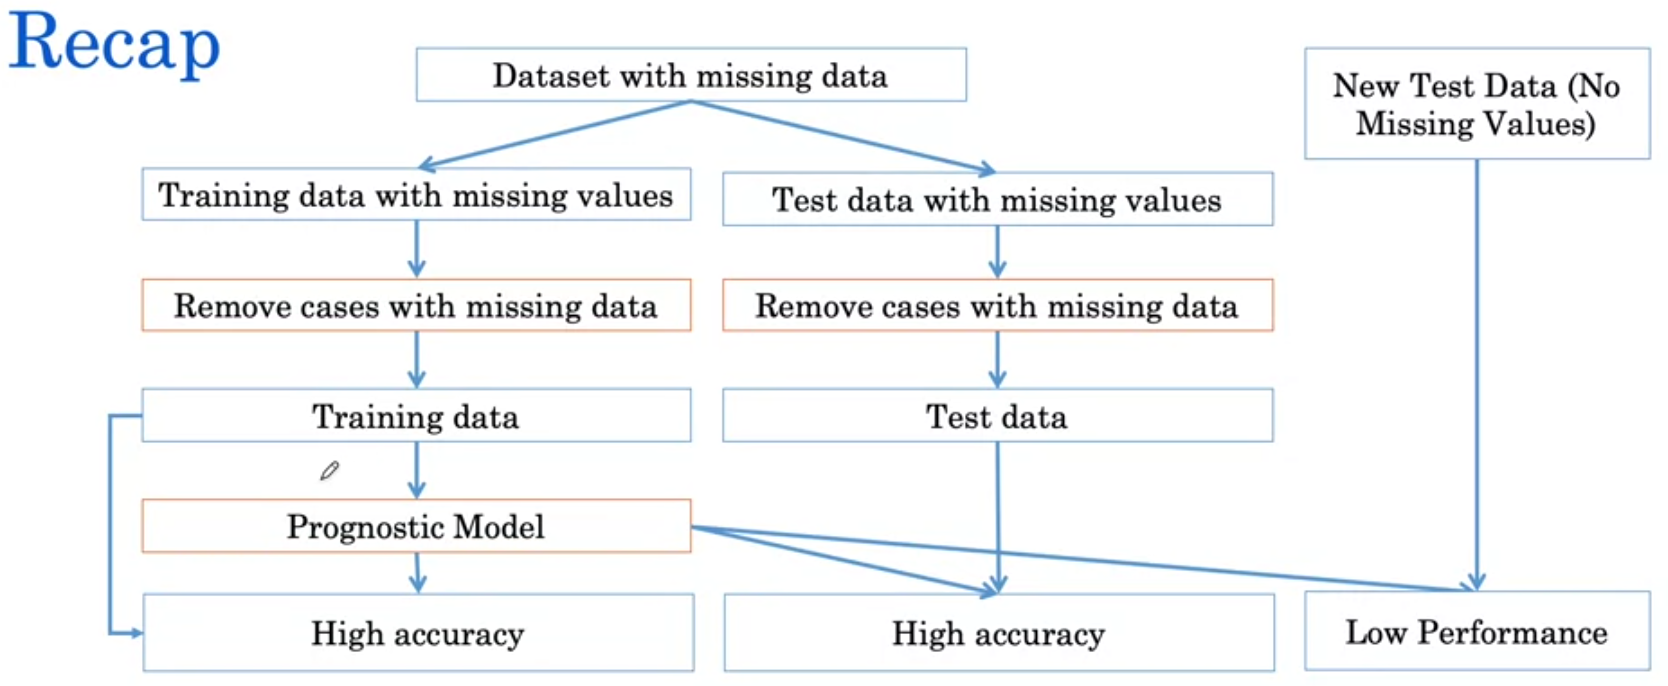 Recap
Dataset with missing data
New Test Data (No
Missing Values)
Training data with missing values
Test data with missing values
Remove cases with missing data
Remove cases with missing data
Training data
Test data
Prognostic Model
High accuracy
High accuracy
Low Performance